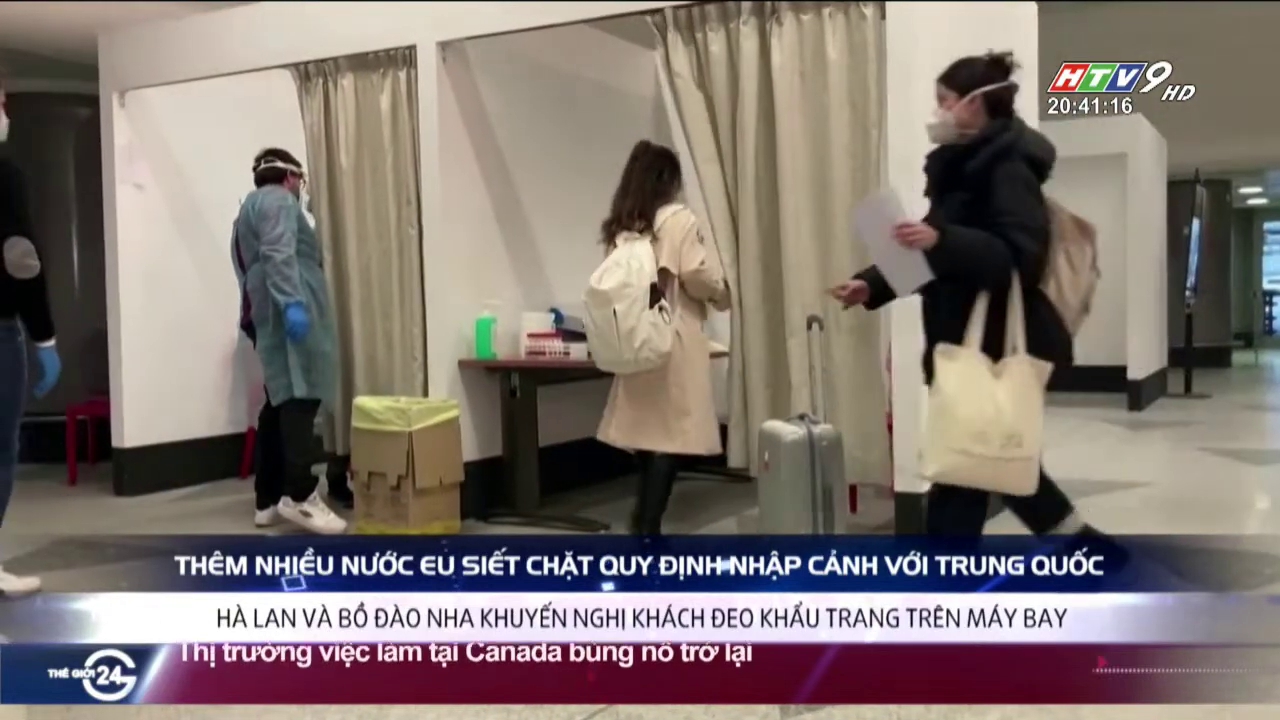 HTV9 HD
20:41:16
THÊM NHIỀU NƯỚC EU SIẾT CHẶT QUY ĐỊNH NHẬP CẢNH VỚI TRUNG QUỐC
HÀ LAN VÀ BỒ ĐÀO NHA KHUYẾN NGHỊ KHÁCH ĐEO KHẨU TRANG TRÊN MÁY BAY
Thị trường việc làm tại Canada bùng nổ trở lại
THẾ GIỚI 24G